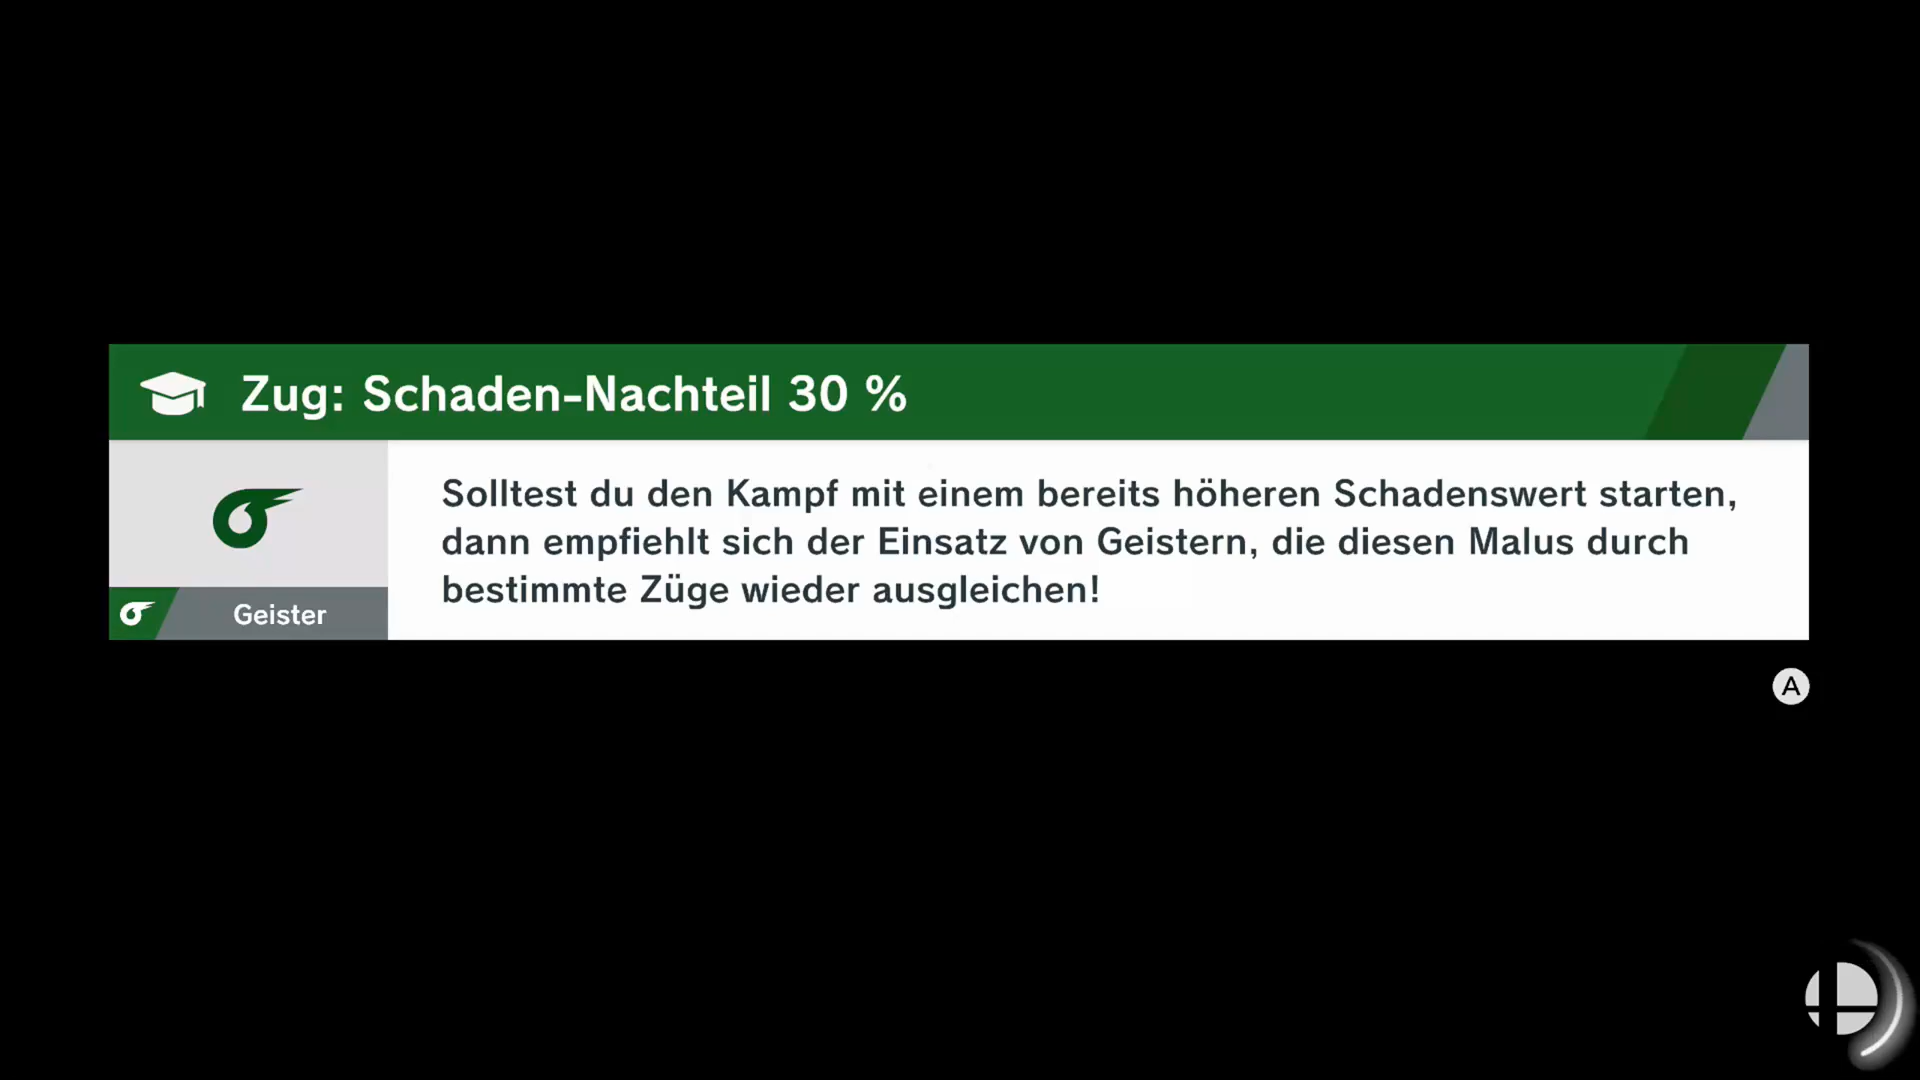 Zug: Schaden-Nachteil 30 %
Solltest du den Kampf mit einem bereits höheren Schadenswert starten,
dann empfiehlt sich der Einsatz von Geistern, die diesen Malus durch
bestimmte Züge wieder ausgleichen!
Geister
A